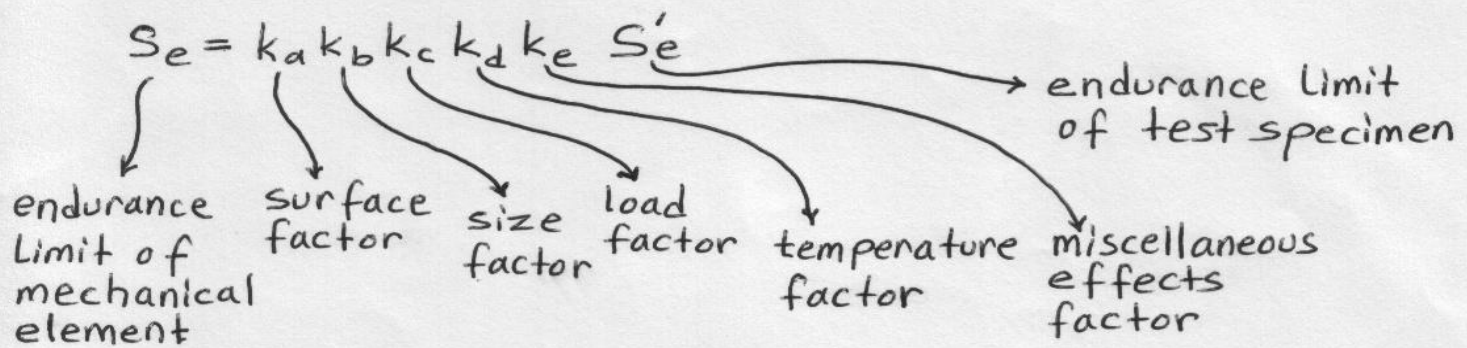 Se = ka kb kc kd ke S'e
endurance limit
of test specimen
endurance
limit of
mechanical
element
surface
factor
size
factor
load
factor
temperature
factor
miscellaneous
effects
factor